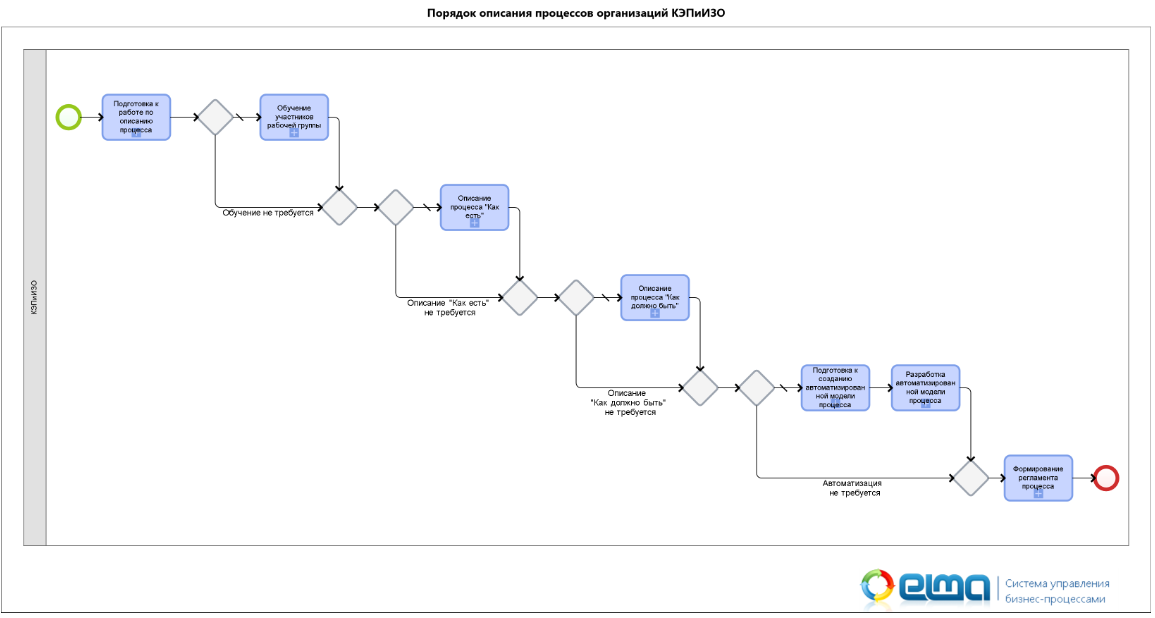 Порядок описания процессов организаций КЭПиИЗО
КЭПиИЗО
Подготовка к
работе по
описанию
процесса
Обучение
участников
рабочей группы
Обучение не требуется
Описание
процесса "Как
есть"
Описание "Как есть"
не требуется
Описание
процесса "Как
должно быть"
Описание
"Как должно быть"
не требуется
Подготовка к
созданию
автоматизирован
ной модели
процесса
Разработка
автоматизирован
ной модели
процесса
Автоматизация
не требуется
Формирование
регламента
процесса
elma
Система управления
бизнес-процессами